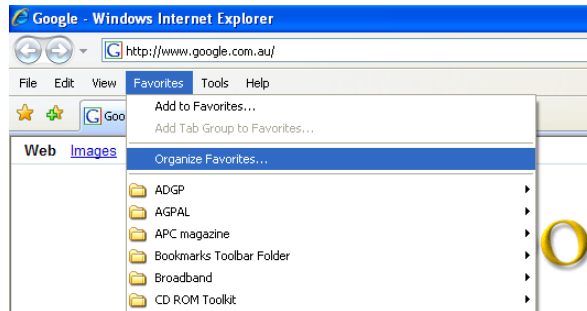 Google - Windows Internet Explorer
http://www.google.com.au/
File Edit View Favorites Tools Help
Goo
Add to Favorites...
Add Tab Group to Favorites...
Web Images
Organize Favorites...
ADGP
AGPAL
APC magazine
Bookmarks Toolbar Folder
Broadband
CD ROM Toolkit